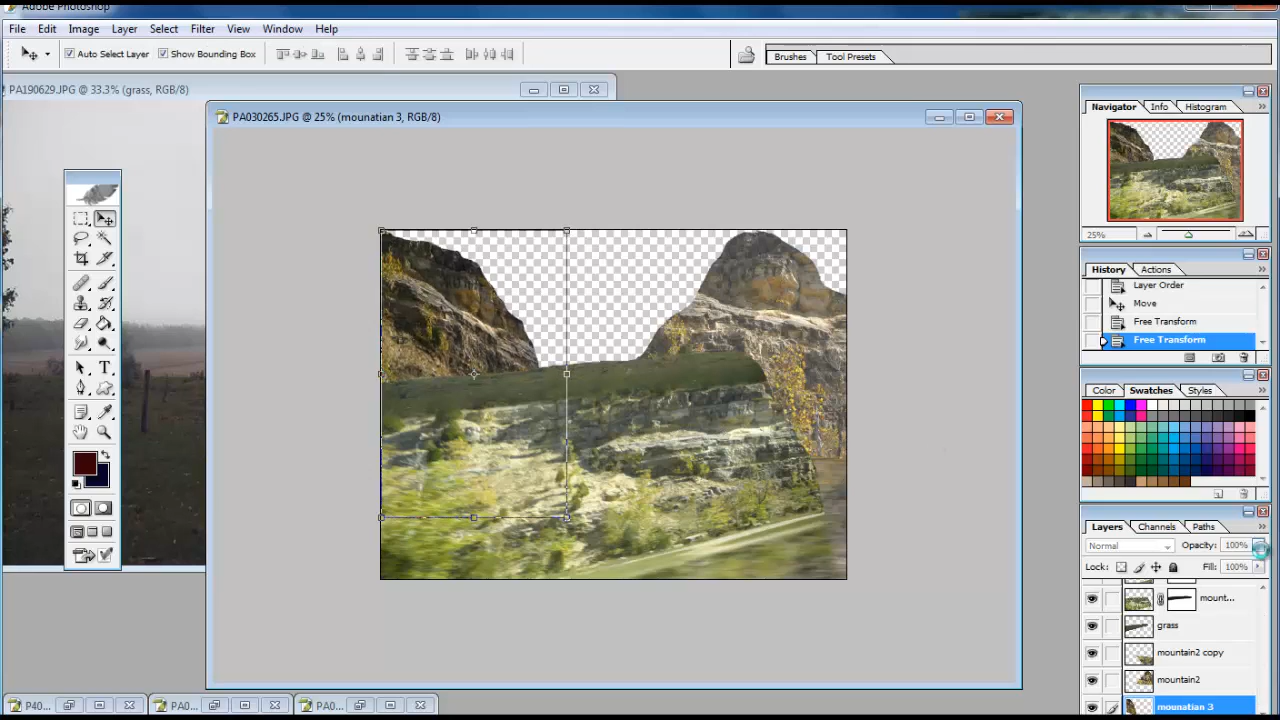 Adobe Photoshop
File Edit Image Layer Select Filter View Window Help
Auto Select Layer Show Bounding Box Brushes Tool Presets
PA190629.JPG @ 33.3% (grass, RGB/8)
PA030265.JPG @ 25% (mounatian 3, RGB/8)
Navigator Info Histogram
25%
History Actions
Layer Order
Move
Free Transform
Free Transform
Color Swatches Styles
Layers Channels Paths
Normal Opacity: 100%
Lock: Fill: 100%
mount...
grass
mountain2 copy
mountain2
mounatian 3
P40... PA0... PA0...